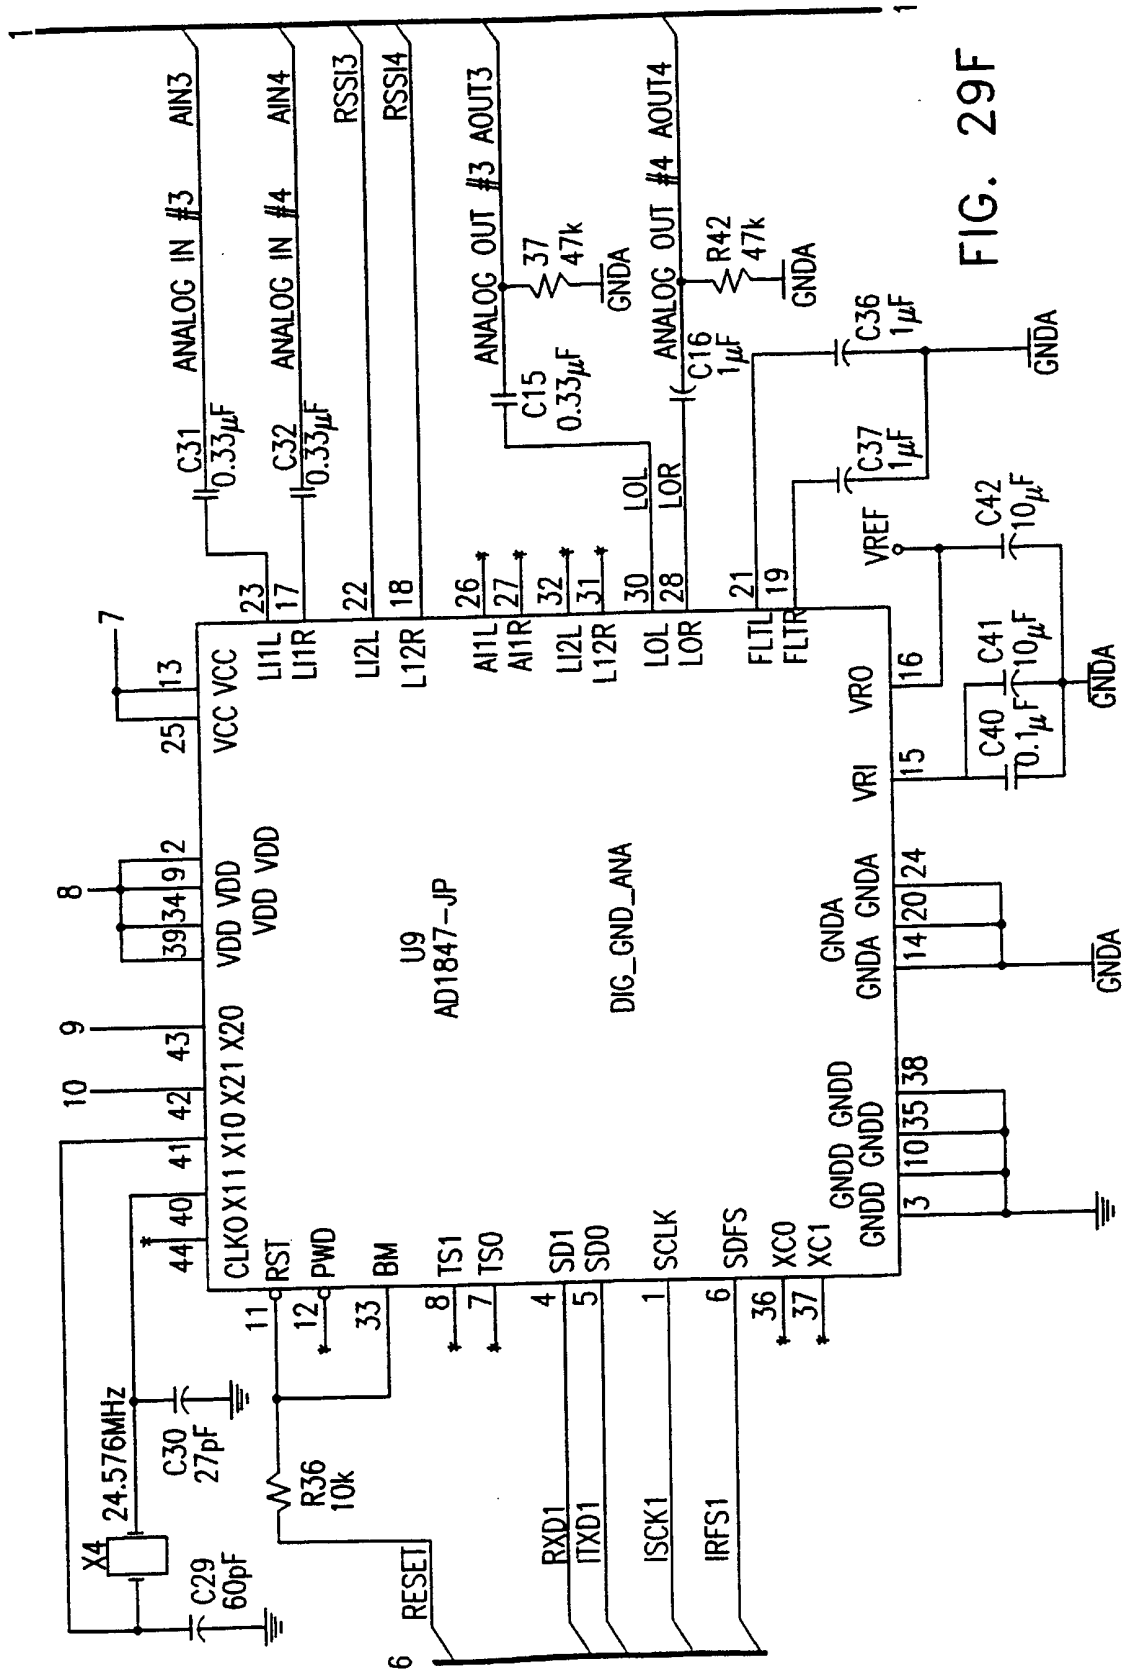 1
AIN3
ANALOG IN #3
C31
0.33µF
AIN4
ANALOG IN #4
C32
0.33µF
RSSI3
RSSI4
ANALOG OUT #3 AOUT3
C15
0.33µF
37
47k
GNDA
ANALOG OUT #4 AOUT4
C16
1µF
R42
47k
GNDA
1
C36
1µF
C37
1µF
GNDA
VREF
C42
10µF
C41
10µF
C40
0.1µF
GNDA
FIG. 29F
7
25
13
VCC VCC
8
39 34 9 2
VDD VDD
VDD VDD
9
43
10
42
41
40
44
CLKO X11 X10 X21 X20
23
LI1L
17
LI1R
22
LI2L
18
L12R
26
AI1L
27
AI1R
32
LI2L
31
L12R
30
LOL
LOL
28
LOR
LOR
21
FLTL
19
FLTR
U9
AD1847-JP
DIG_GND_ANA
VRO
16
VRI
15
GNDA
GNDA GNDA
14 20 24
GNDA
GNDD GNDD
GNDD GNDD
3 10 35 38
24.576MHz
X4
C30
27pF
C29
60pF
R36
10k
RESET
6
11
RST
12
PWD
33
BM
8
TS1
7
TSO
RXD1
4
SD1
ITXD1
5
SDO
ISCK1
1
SCLK
IRFS1
6
SDFS
36
XC0
37
XC1